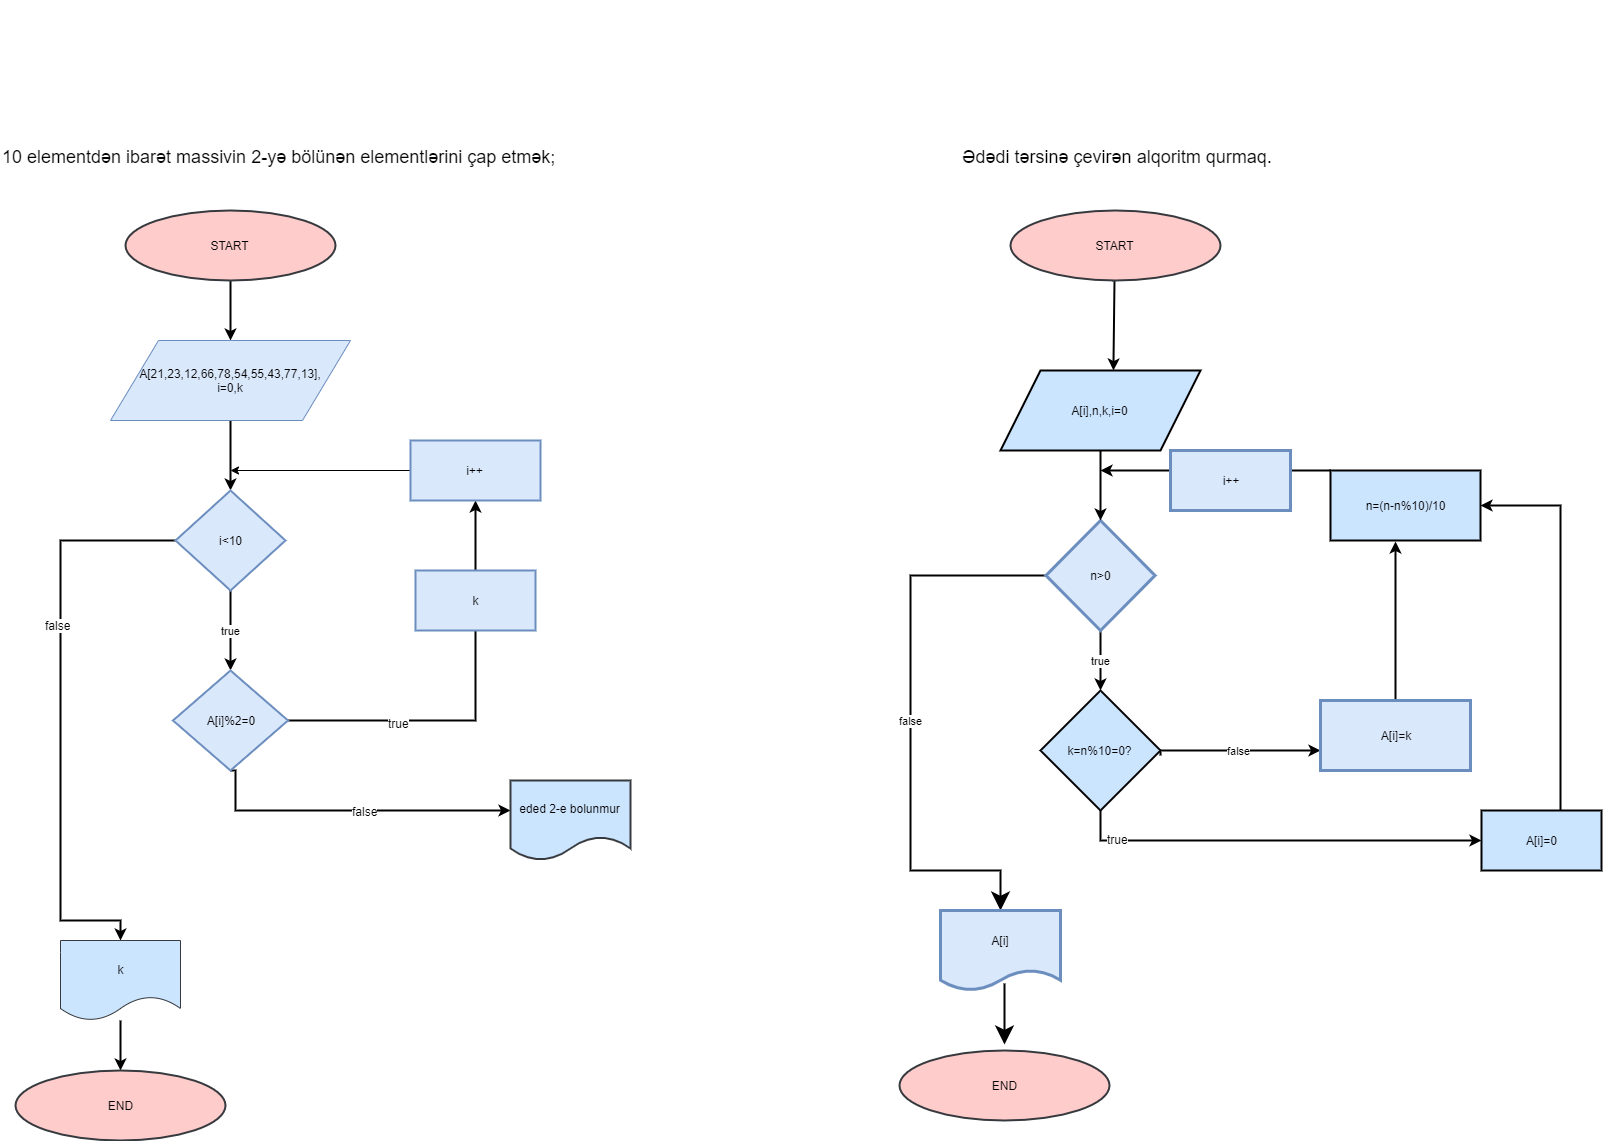 10 elementdən ibarət massivin 2-yə bölünən elementlərini çap etmək;
START
A[21,23,12,66,78,54,55,43,77,13],
i=0,k
i++
i<10
k
false
true
A[i]%2=0
true
eded 2-e bolunmur
false
k
END
Ədədi tərsinə çevirən alqoritm qurmaq.
START
A[i],n,k,i=0
i++
n=(n-n%10)/10
n>0
true
false
k=n%10=0?
false
A[i]=k
true
A[i]=0
A[i]
END